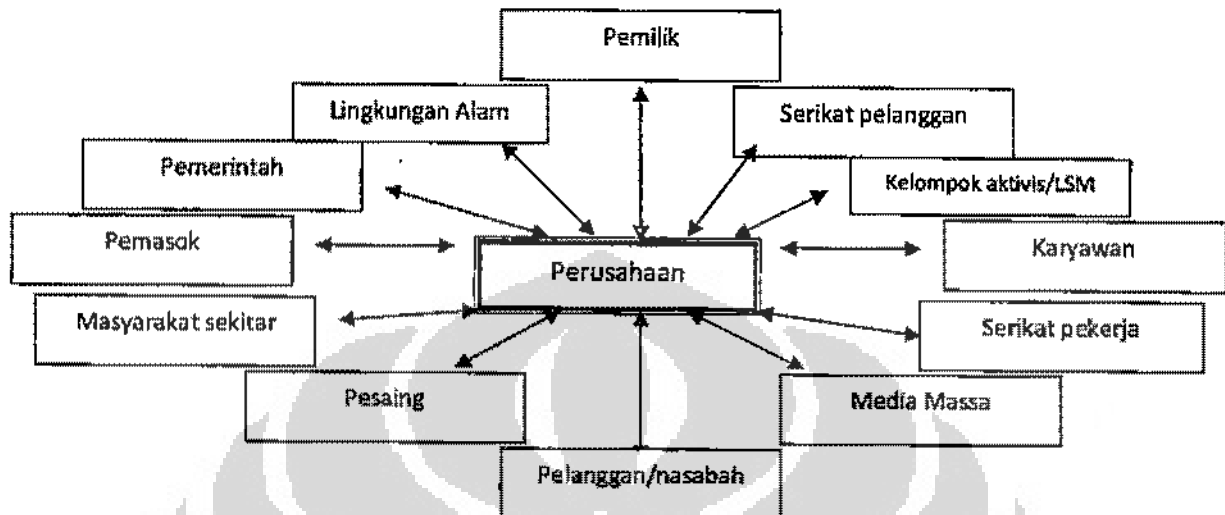 Pemilik
Lingkungan Alam
Serikat pelanggan
Pemerintah
Kelompok aktivis/LSM
Pemasok
Karyawan
Perusahaan
Masyarakat sekitar
Serikat pekerja
Pesaing
Media Massa
Pelanggan/nasabah